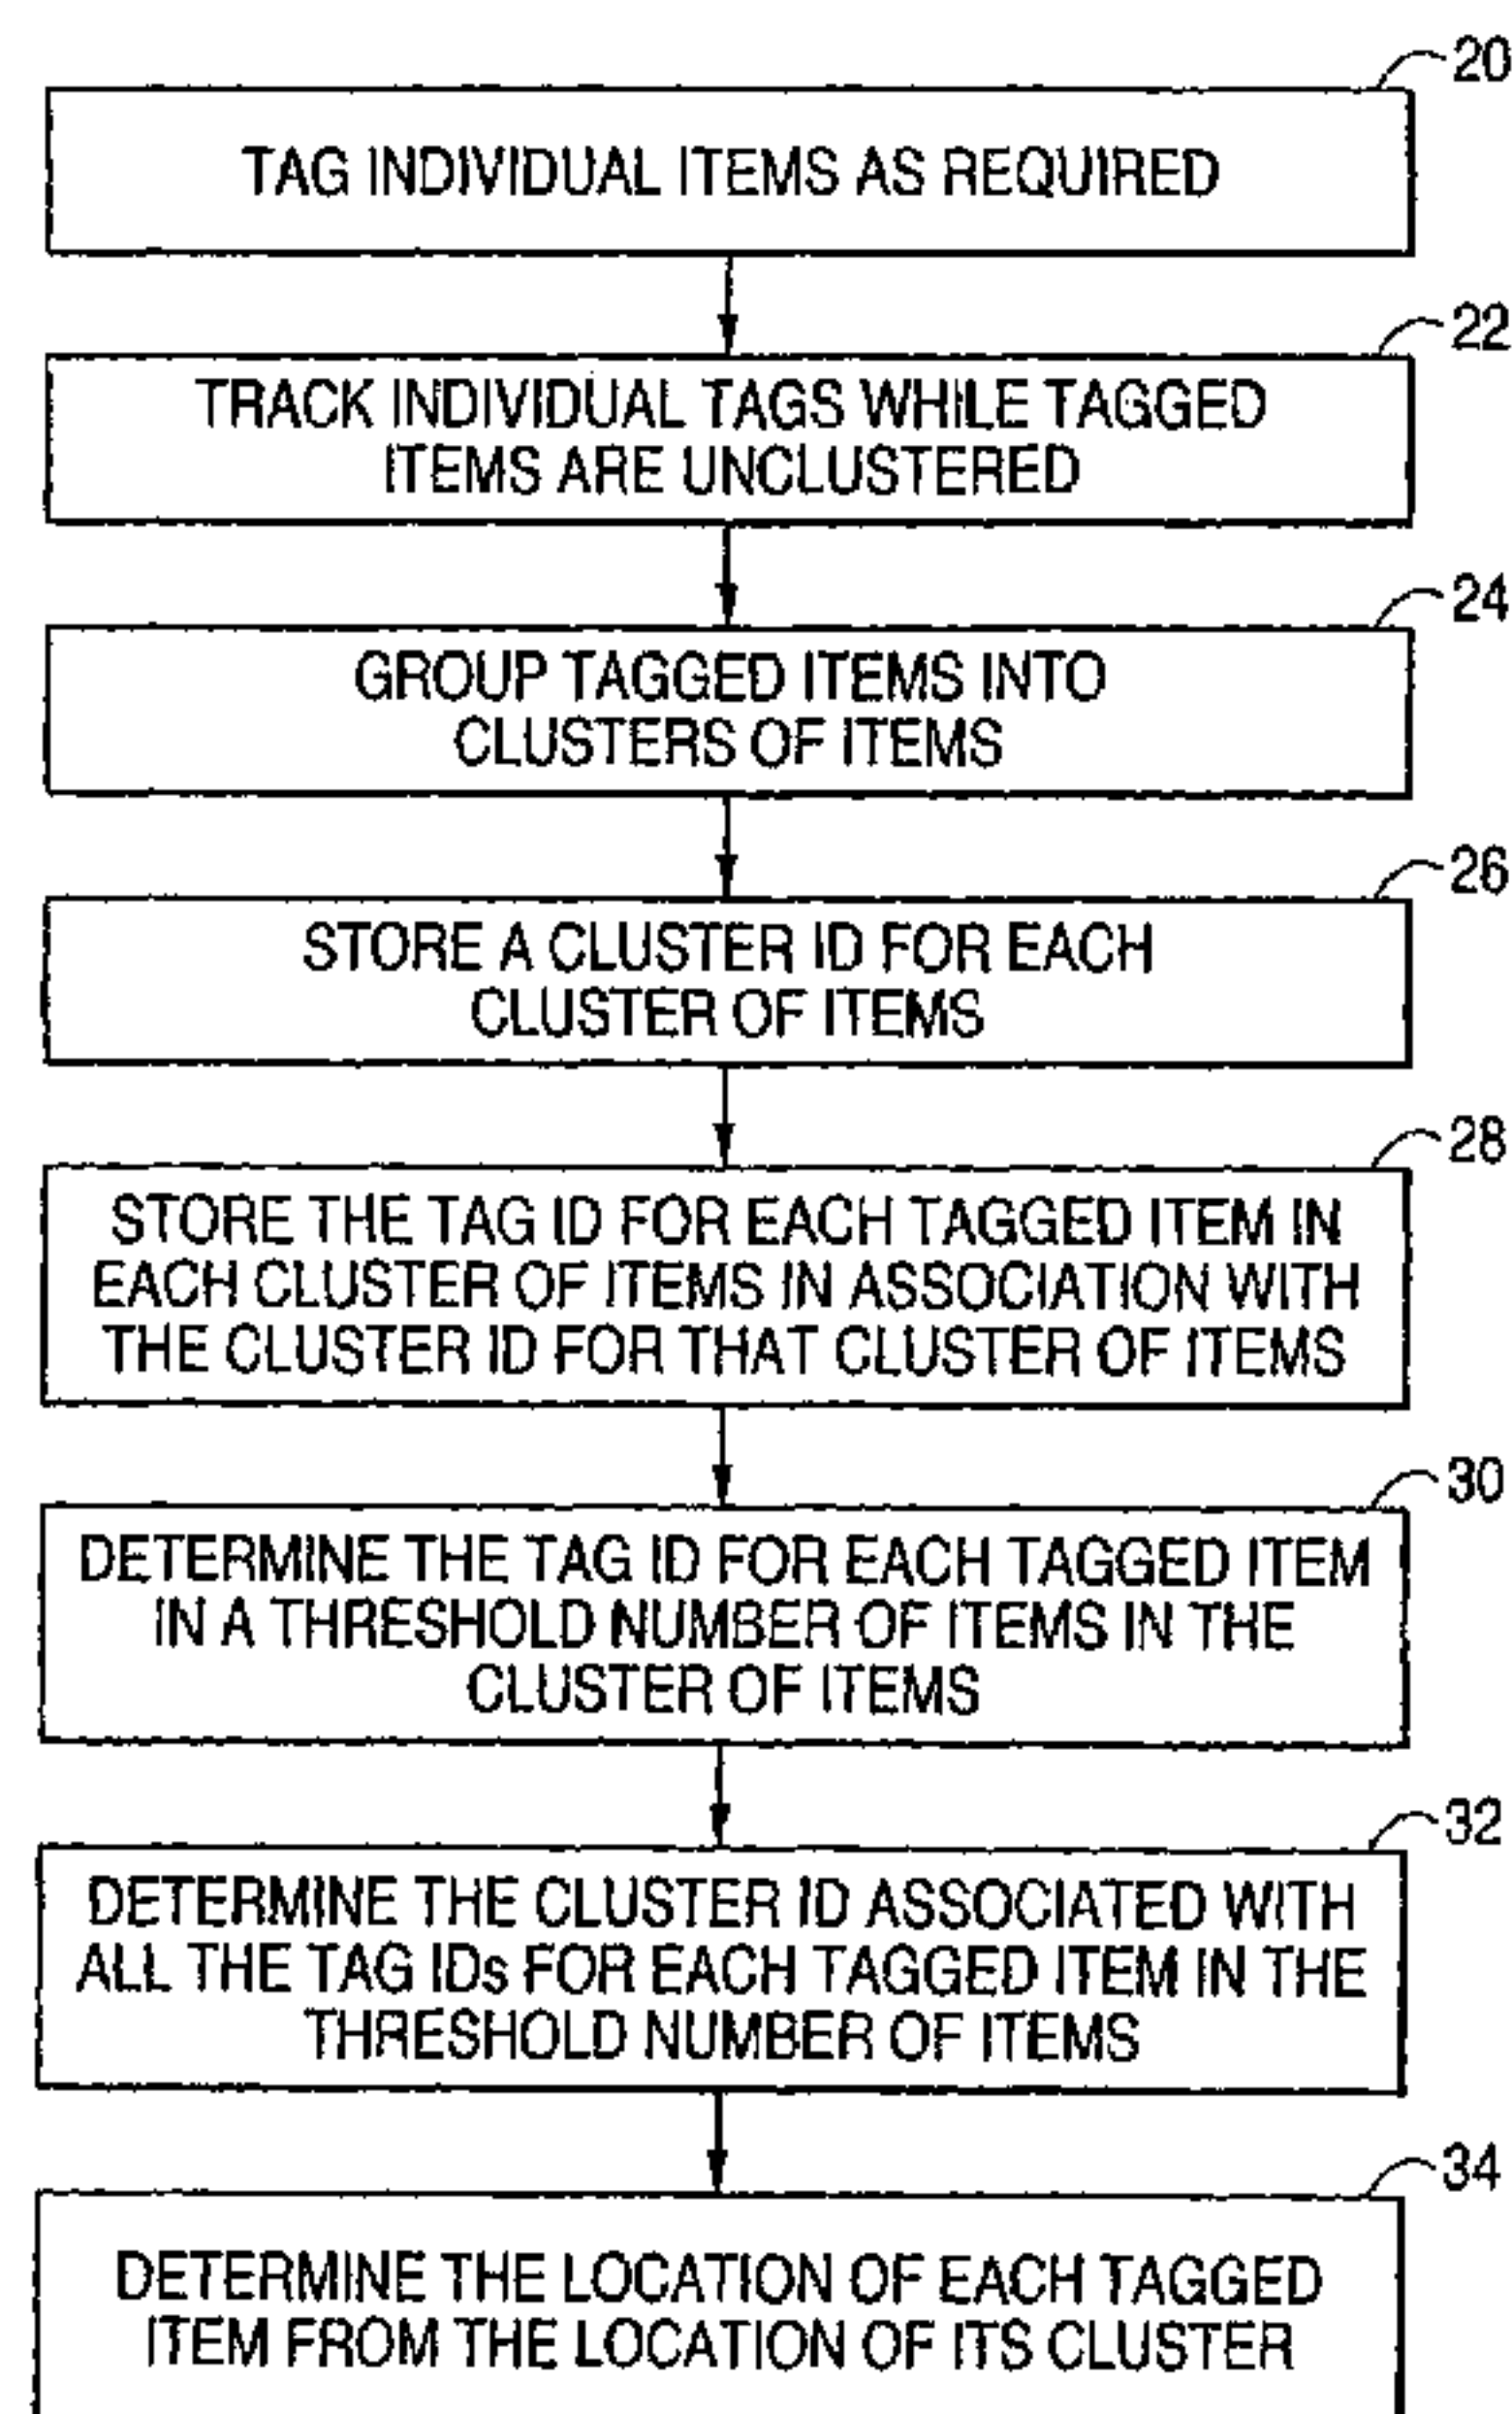 20
TAG INDIVIDUAL ITEMS AS REQUIRED
22
TRACK INDIVIDUAL TAGS WHILE TAGGED
ITEMS ARE UNCLUSTERED
24
GROUP TAGGED ITEMS INTO
CLUSTERS OF ITEMS
26
STORE A CLUSTER ID FOR EACH
CLUSTER OF ITEMS
28
STORE THE TAG ID FOR EACH TAGGED ITEM IN
EACH CLUSTER OF ITEMS IN ASSOCIATION WITH
THE CLUSTER ID FOR THAT CLUSTER OF ITEMS
30
DETERMINE THE TAG ID FOR EACH TAGGED ITEM
IN A THRESHOLD NUMBER OF ITEMS IN THE
CLUSTER OF ITEMS
32
DETERMINE THE CLUSTER ID ASSOCIATED WITH
ALL THE TAG IDs FOR EACH TAGGED ITEM IN THE
THRESHOLD NUMBER OF ITEMS
34
DETERMINE THE LOCATION OF EACH TAGGED
ITEM FROM THE LOCATION OF ITS CLUSTER